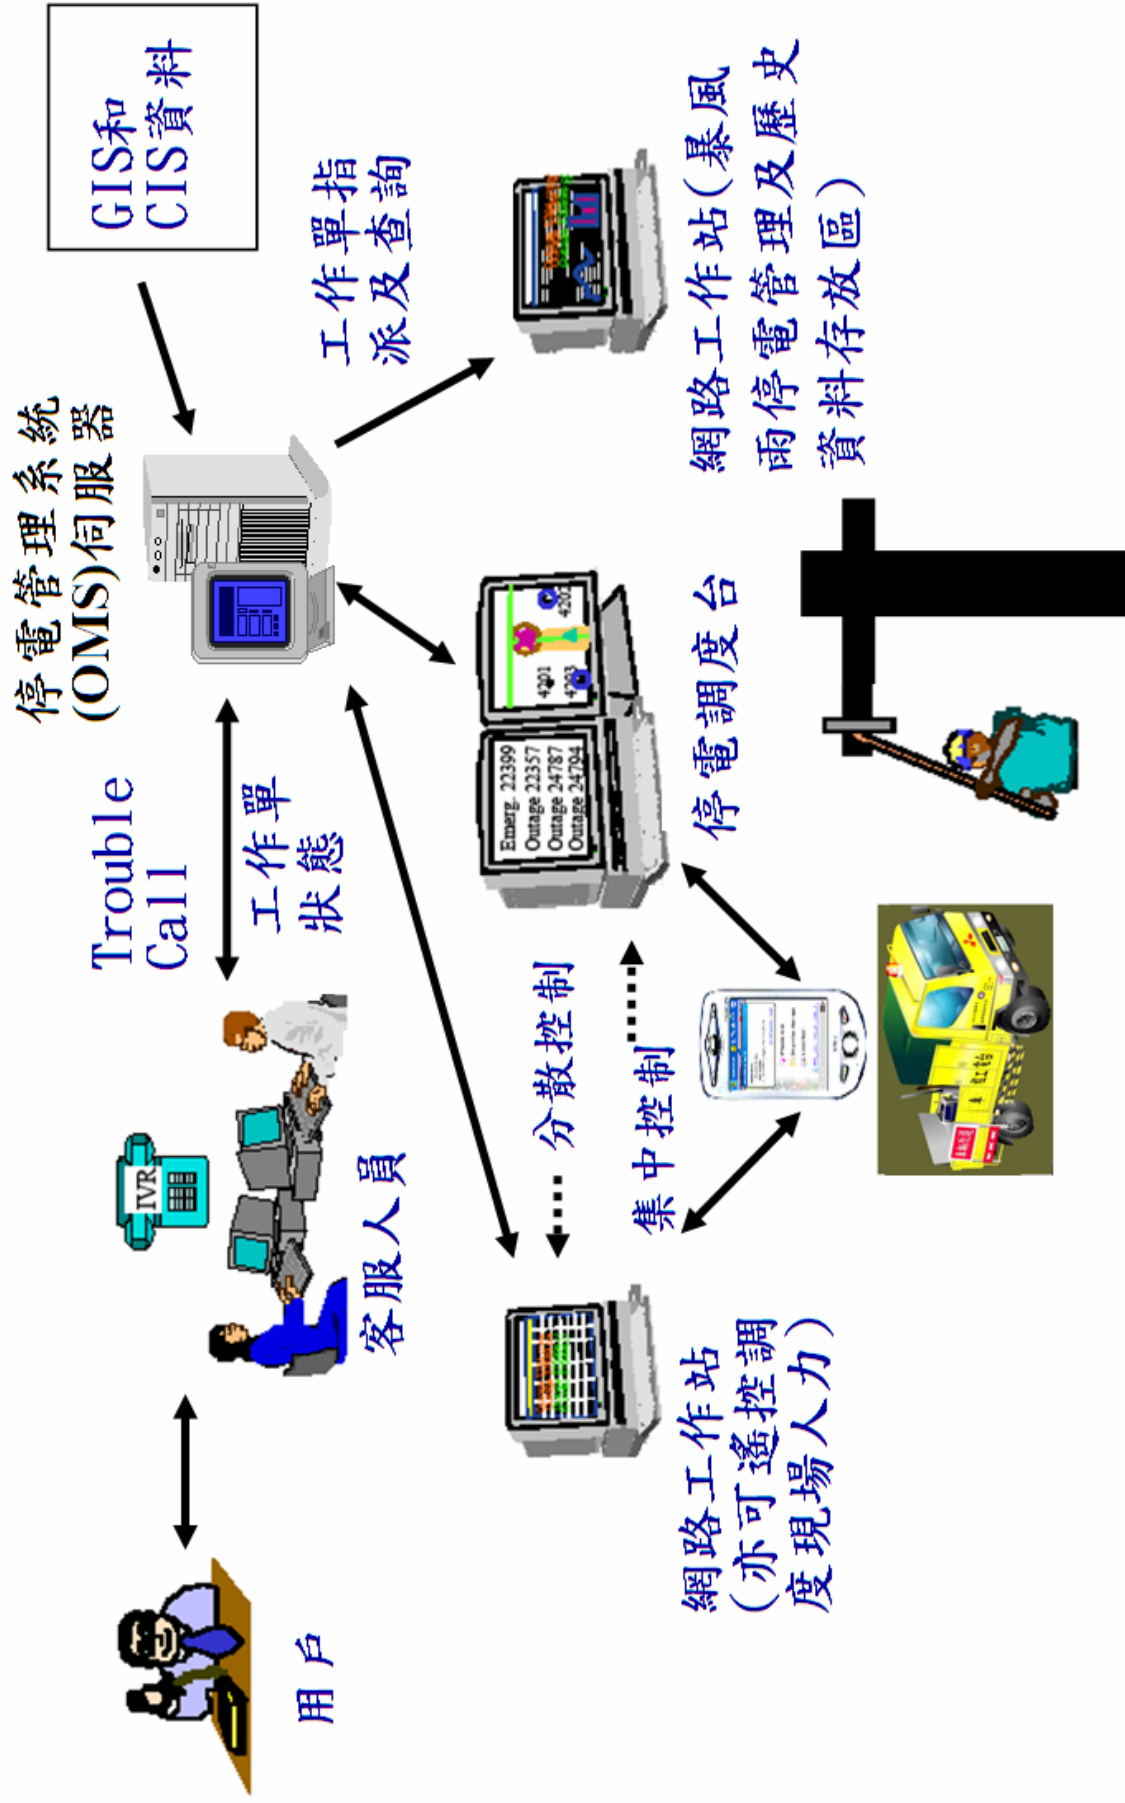 停電管理系統
(OMS)伺服器
GIS和
CIS資料
Trouble
Call
工作單
狀態
IVR
用戶
客服人員
工作單指
派及查詢
Emerg. 22399
Outage 22357
Outage 24787
Outage 24794
4201
4203
4202
分散控制
集中控制
網路工作站
(亦可遙控調
度現場人力)
停電調度台
網路工作站(暴風
雨停電管理及歷史
資料存放區)